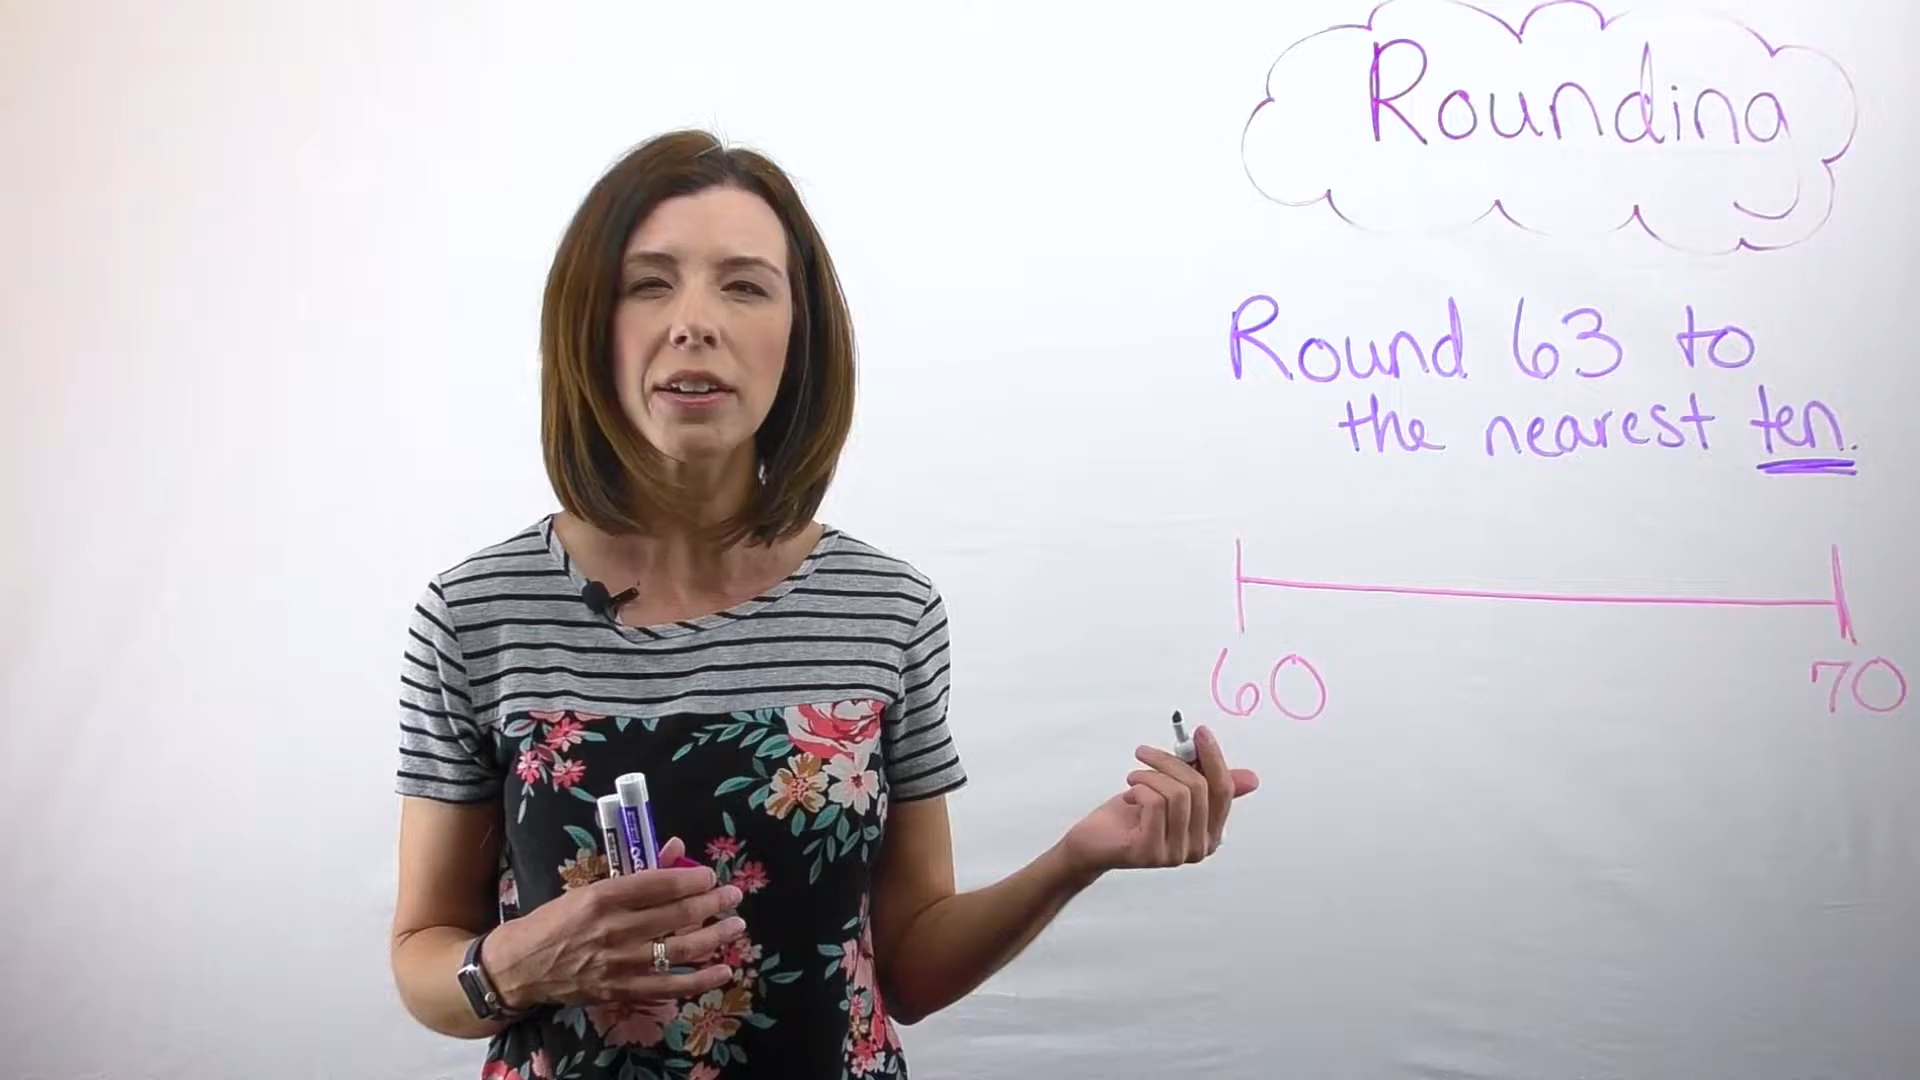 Rounding
Round 63 to
the nearest ten.
60 70